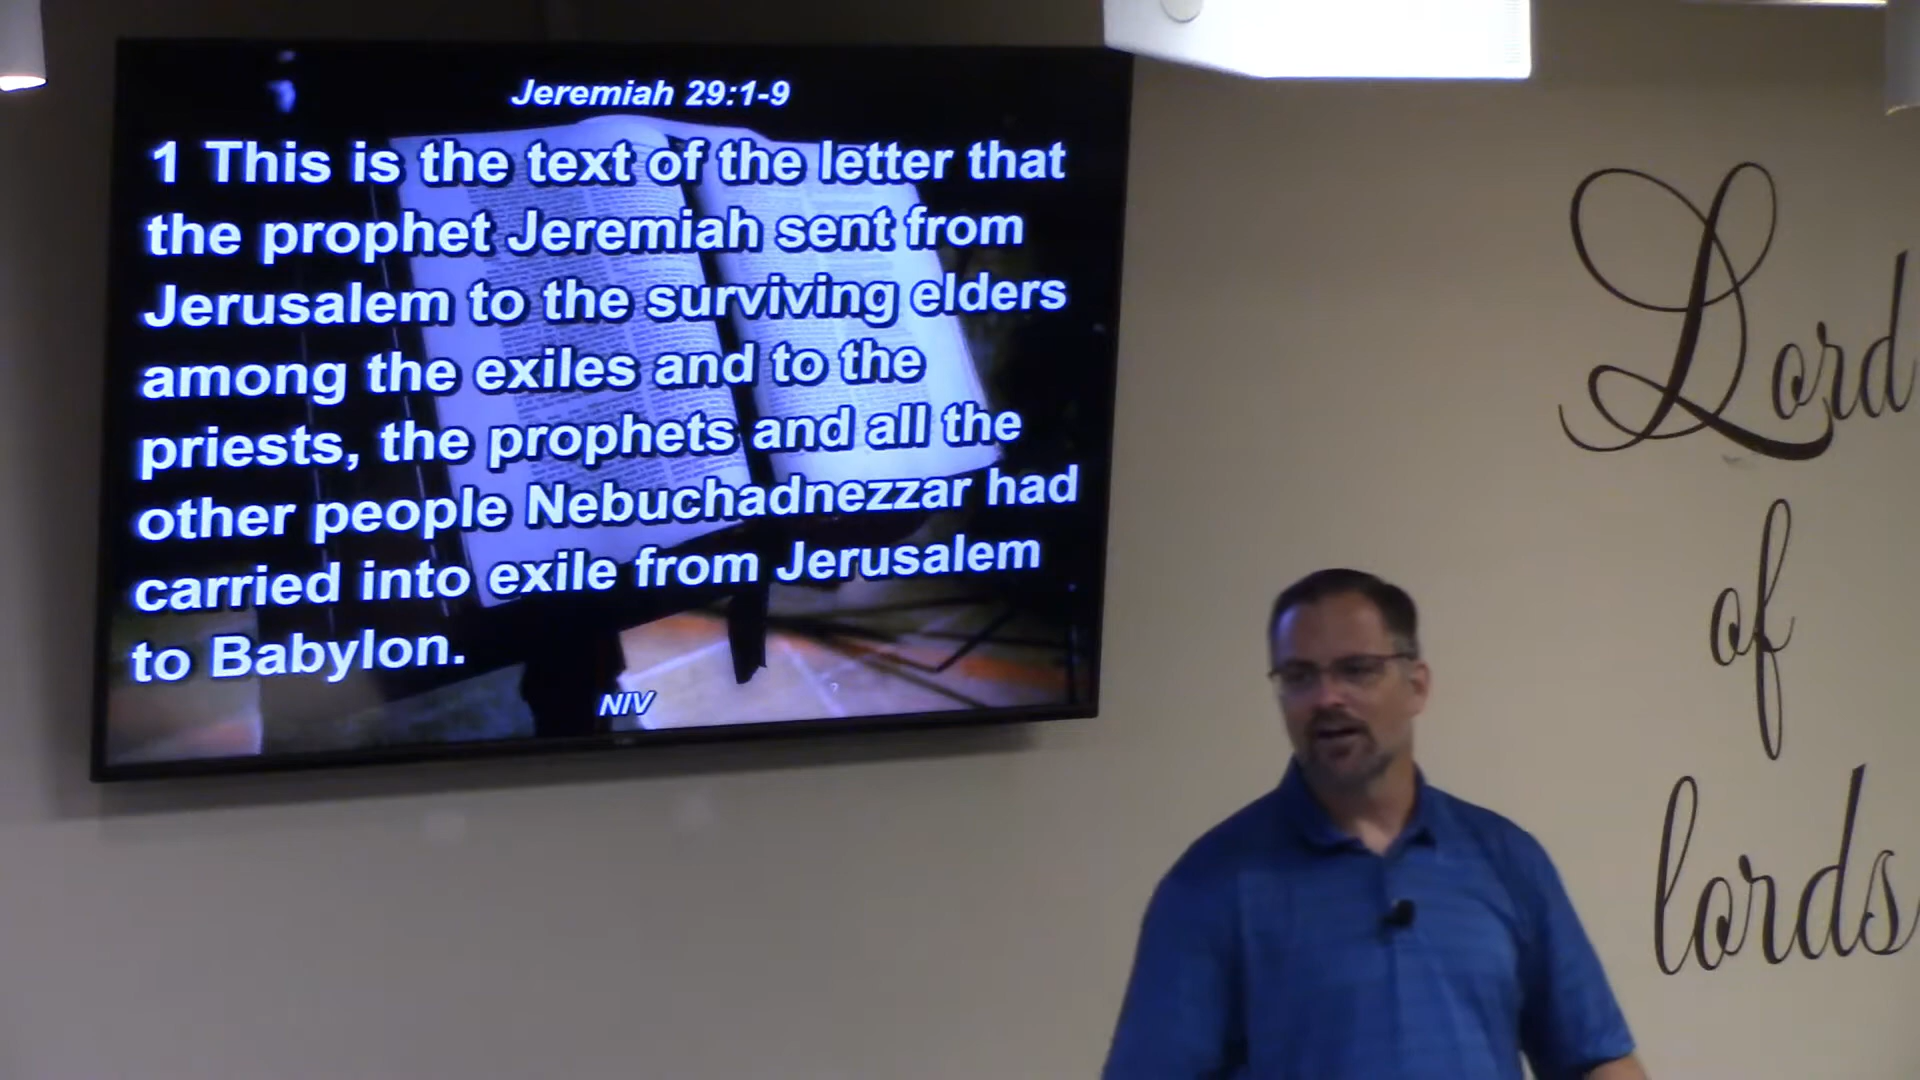 Jeremiah 29:1-9
1 This is the text of the letter that
the prophet Jeremiah sent from
Jerusalem to the surviving elders
among the exiles and to the
priests, the prophets and all the
other people Nebuchadnezzar had
carried into exile from Jerusalem
to Babylon.
NIV
Lord
of
lords